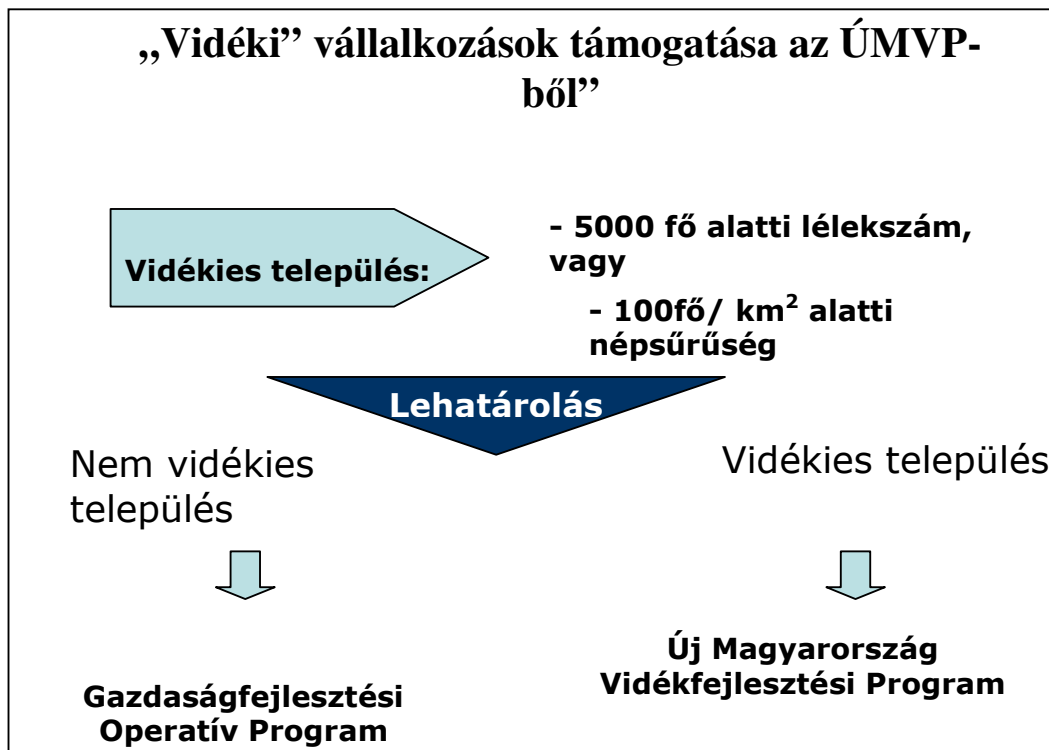 „Vidéki” vállalkozások támogatása az ÚMVP-
ből”
Vidékies település:
- 5000 fő alatti lélekszám,
vagy
- 100fő/ km² alatti
népsűrűség
Lehatárolás
Nem vidékies
település
Vidékies település
Gazdaságfejlesztési
Operatív Program
Új Magyarország
Vidékfejlesztési Program